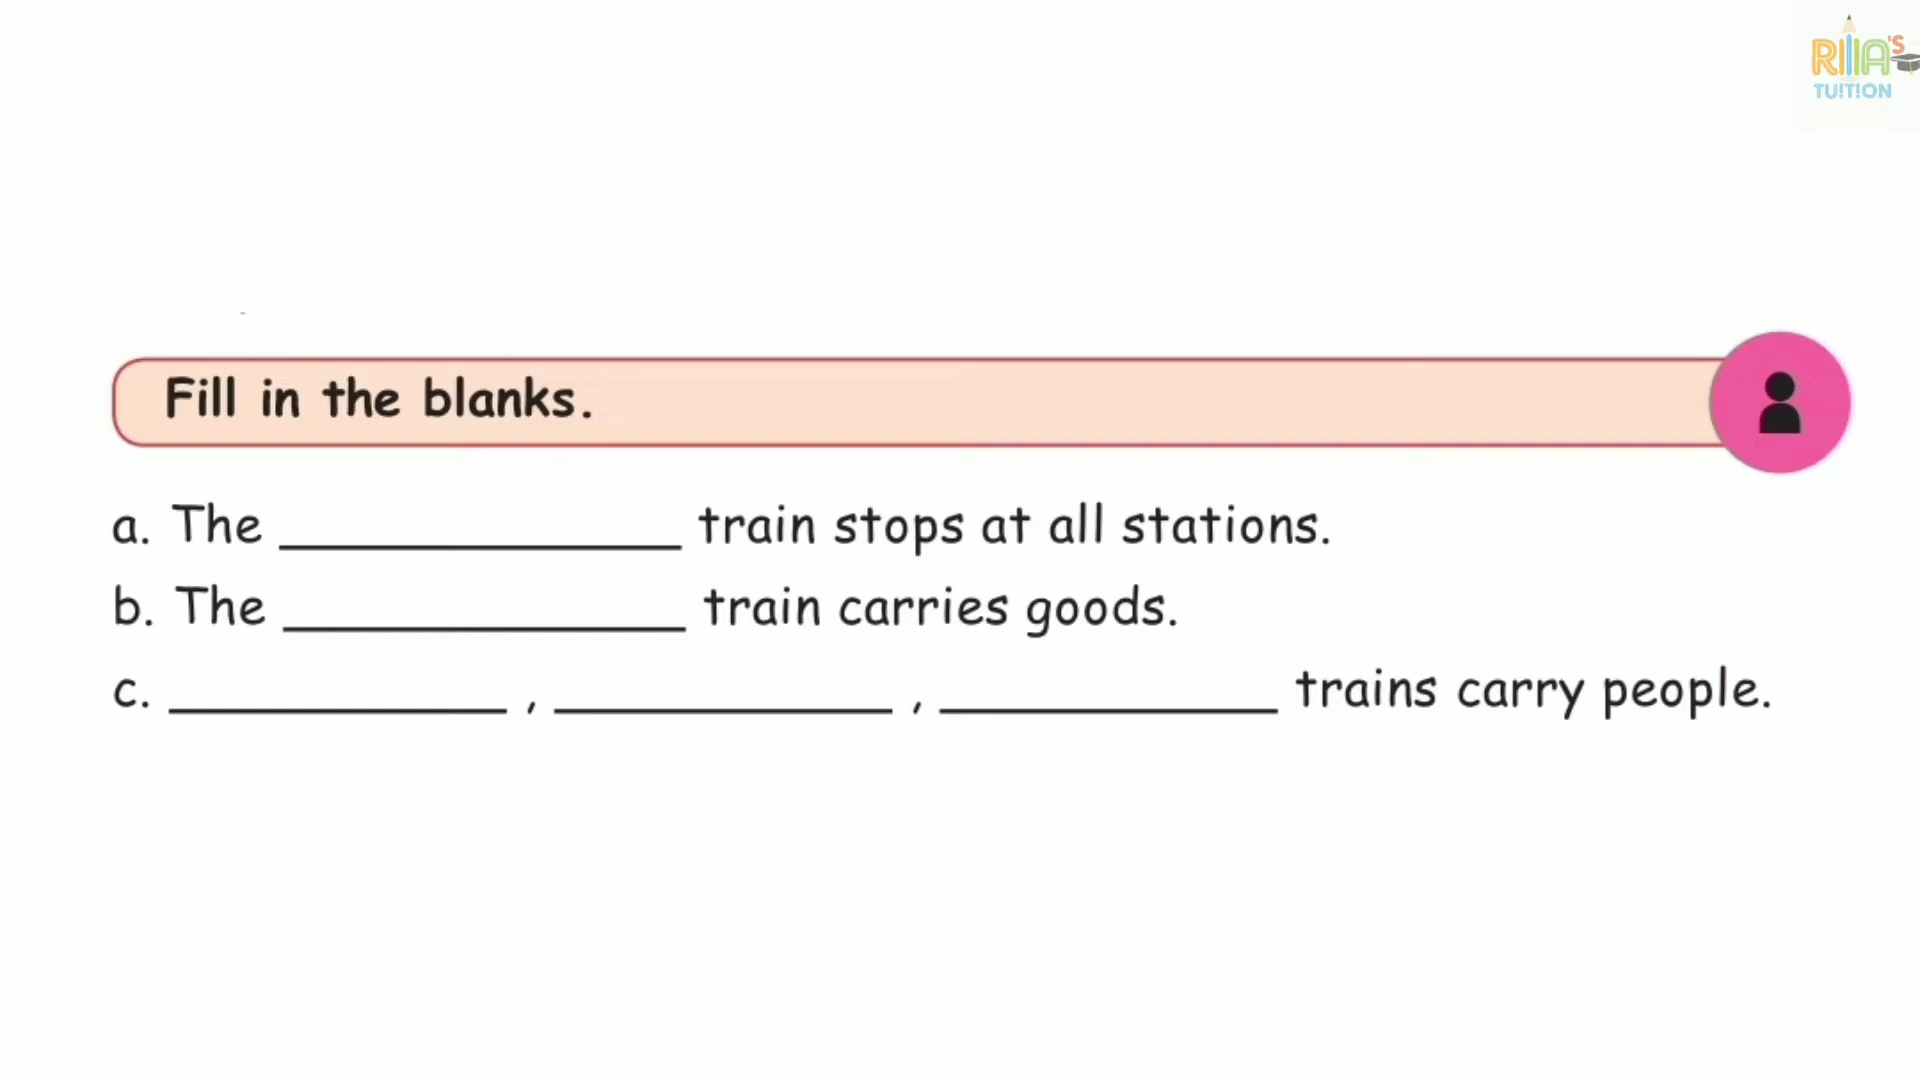 RIIA'S
TUITION
Fill in the blanks.
a. The ______________ train stops at all stations.
b. The ______________ train carries goods.
c. ____________ , ____________ , ____________ trains carry people.